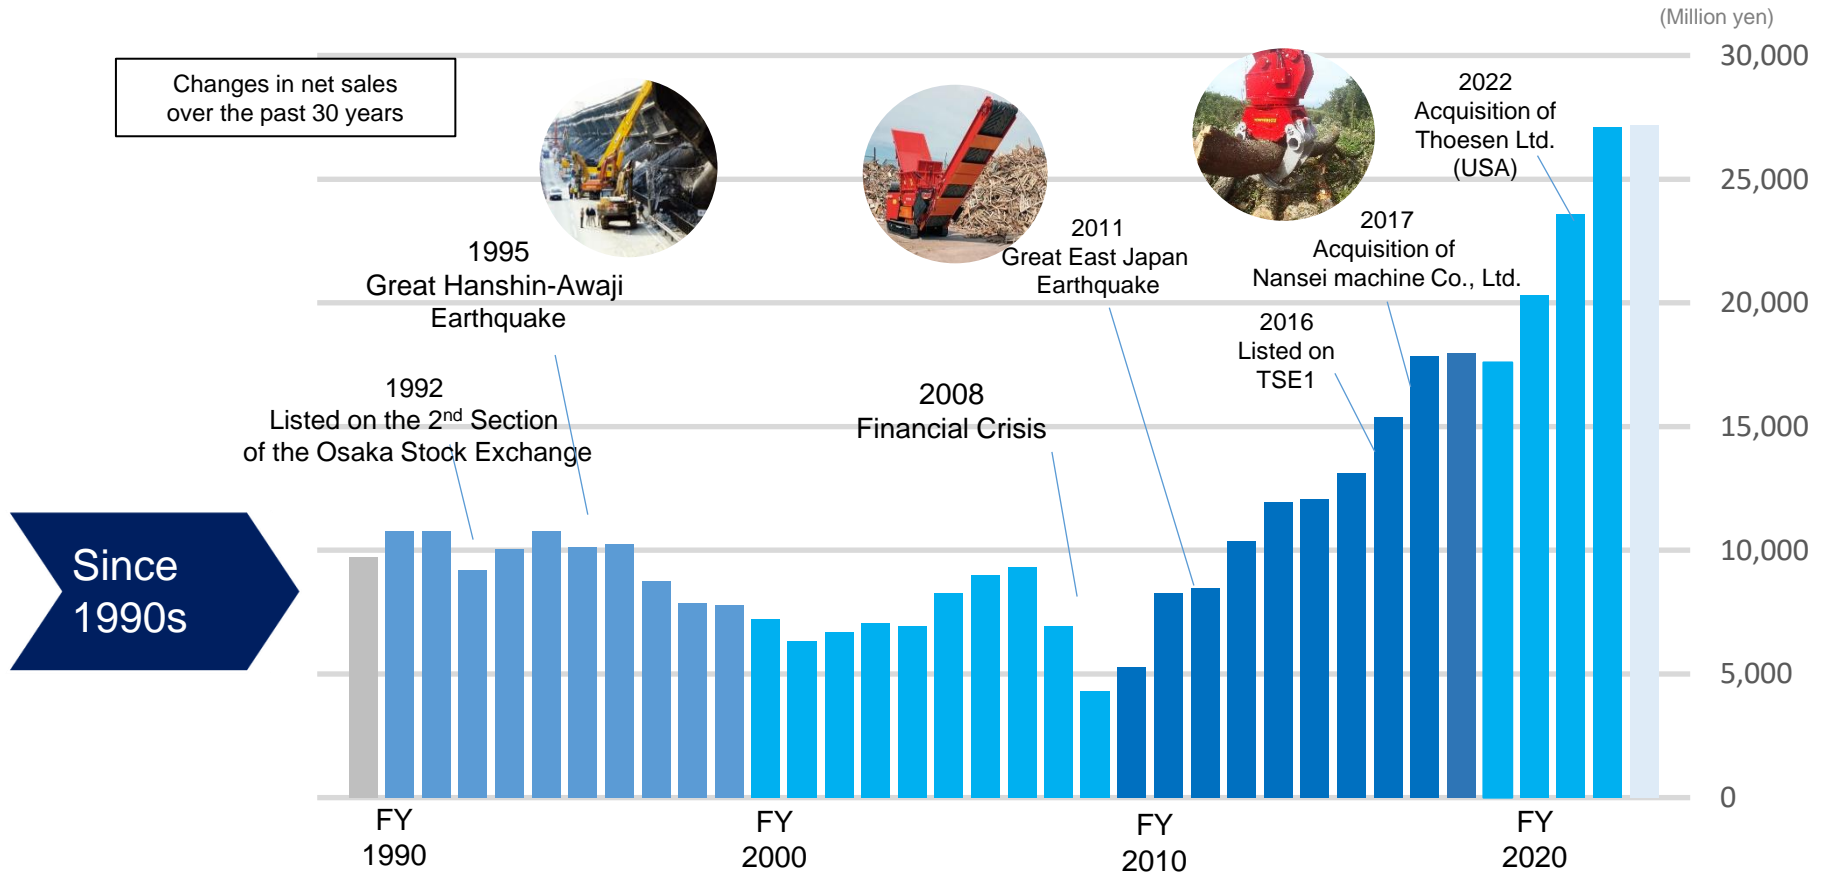 (Million yen)
Changes in net sales
over the past 30 years
30,000
25,000
20,000
15,000
10,000
5,000
0
2022
Acquisition of
Thoesen Ltd.
(USA)
2017
Acquisition of
Nansei machine Co., Ltd.
2016
Listed on
TSE1
2011
Great East Japan
Earthquake
1995
Great Hanshin-Awaji
Earthquake
1992
Listed on the 2nd Section
of the Osaka Stock Exchange
2008
Financial Crisis
Since
1990s
FY
1990
FY
2000
FY
2010
FY
2020